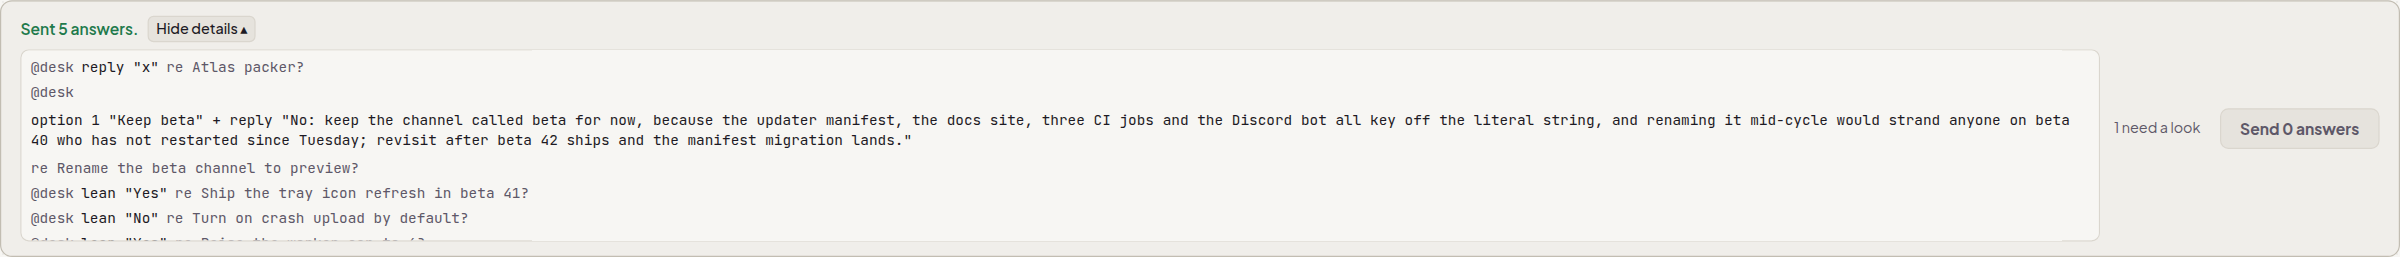 Sent 5 answers. Hide details ▴
@desk reply "x" re Atlas packer?
@desk
option 1 "Keep beta" + reply "No: keep the channel called beta for now, because the updater manifest, the docs site, three CI jobs and the Discord bot all key off the literal string, and renaming it mid-cycle would strand anyone on beta
40 who has not restarted since Tuesday; revisit after beta 42 ships and the manifest migration lands."
re Rename the beta channel to preview?
@desk lean "Yes" re Ship the tray icon refresh in beta 41?
@desk lean "No" re Turn on crash upload by default?
1 need a look
Send 0 answers